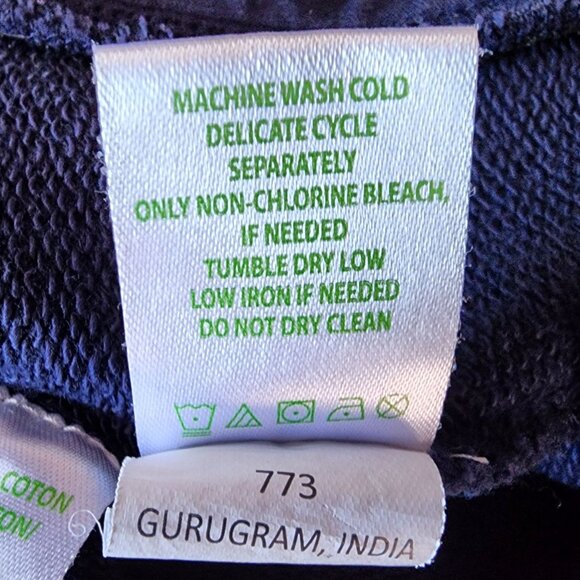 MACHINE WASH COLD
DELICATE CYCLE
SEPARATELY
ONLY NON-CHLORINE BLEACH,
IF NEEDED
TUMBLE DRY LOW
LOW IRON IF NEEDED
DO NOT DRY CLEAN
773
GURUGRAM, INDIA
COTON